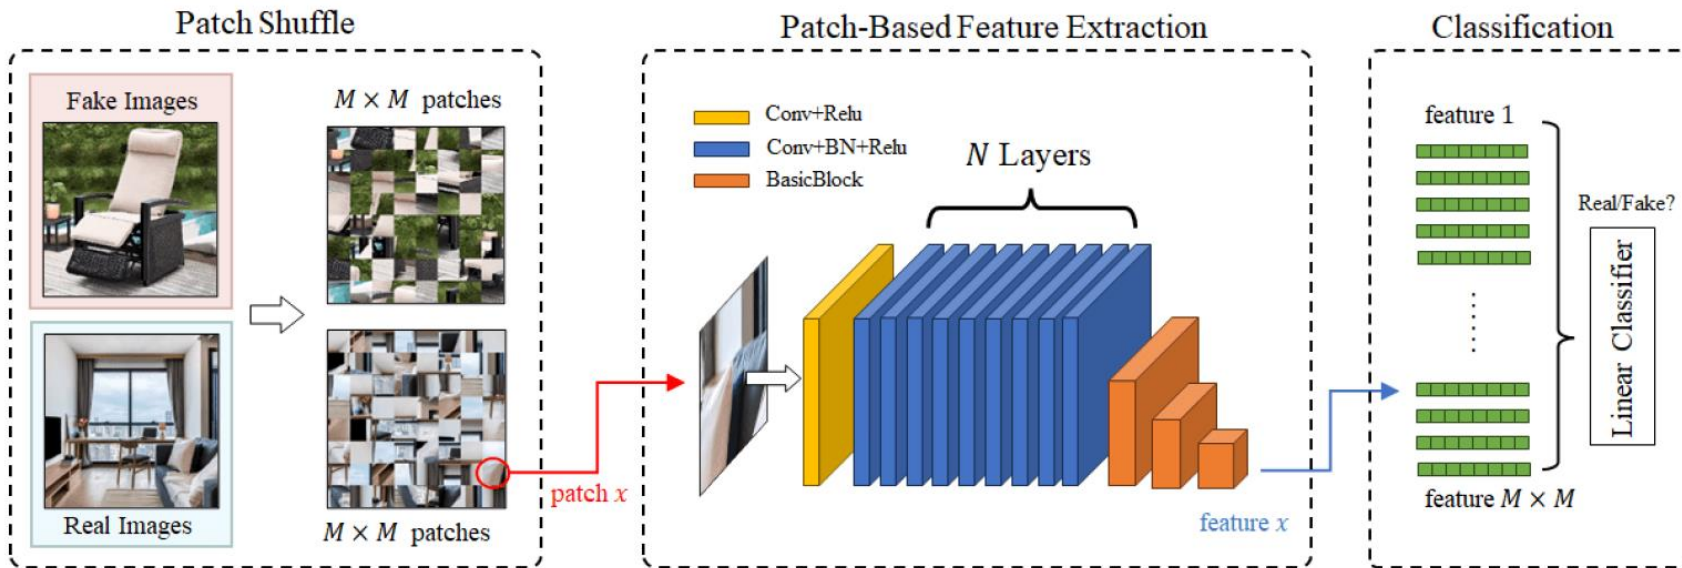 Patch Shuffle
Fake Images
M × M patches
Real Images
M × M patches
patch x
Patch-Based Feature Extraction
Conv+Relu
Conv+BN+Relu
BasicBlock
N Layers
feature x
Classification
feature 1
Real/Fake?
Linear Classifier
feature M × M